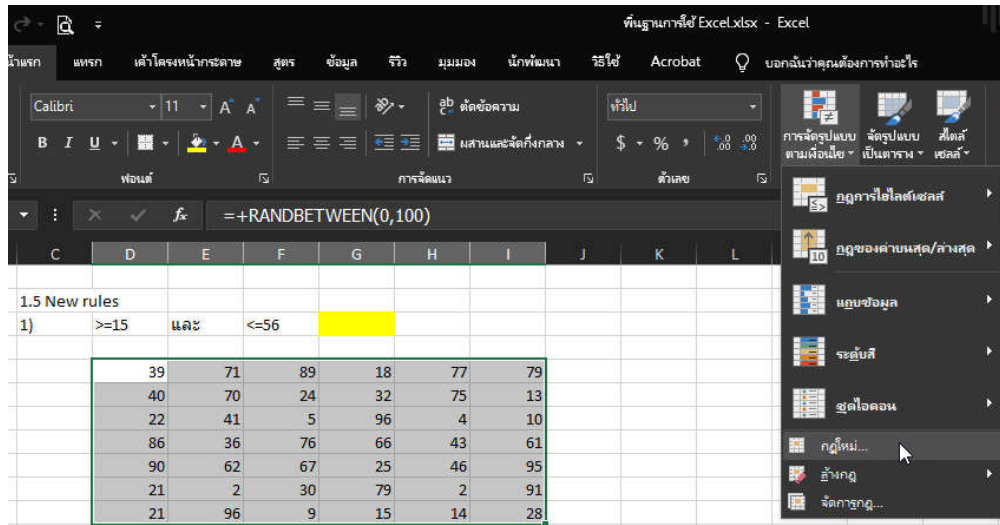 พื้นฐานการใช้ Excel.xlsx - Excel
น้าแรก แทรก เค้าโครงหน้ากระดาษ สูตร ข้อมูล รีวิว มุมมอง นักพัฒนา วิธีใช้ Acrobat บอกฉันว่าคุณต้องการทำอะไร
Calibri 11 A A ab ตัดข้อความ ทั่วไป
B I U A ผสานและจัดกึ่งกลาง $ % , .0 .00 .00 .0
การจัดรูปแบบตามเงื่อนไข จัดรูปแบบเป็นตาราง สไตล์เซลล์
ฟอนต์ การจัดแนว ตัวเลข
fx =+RANDBETWEEN(0,100)
C D E F G H I J K L
1.5 New rules
1) >=15 และ <=56
39 71 89 18 77 79
40 70 24 32 75 13
22 41 5 96 4 10
86 36 76 66 43 61
90 62 67 25 46 95
21 2 30 79 2 91
21 96 9 15 14 28
กฎการไฮไลต์เซลล์
กฎของค่าบนสุด/ล่างสุด
แถบข้อมูล
ระดับสี
ชุดไอคอน
กฎใหม่...
ล้างกฎ
จัดการกฎ...